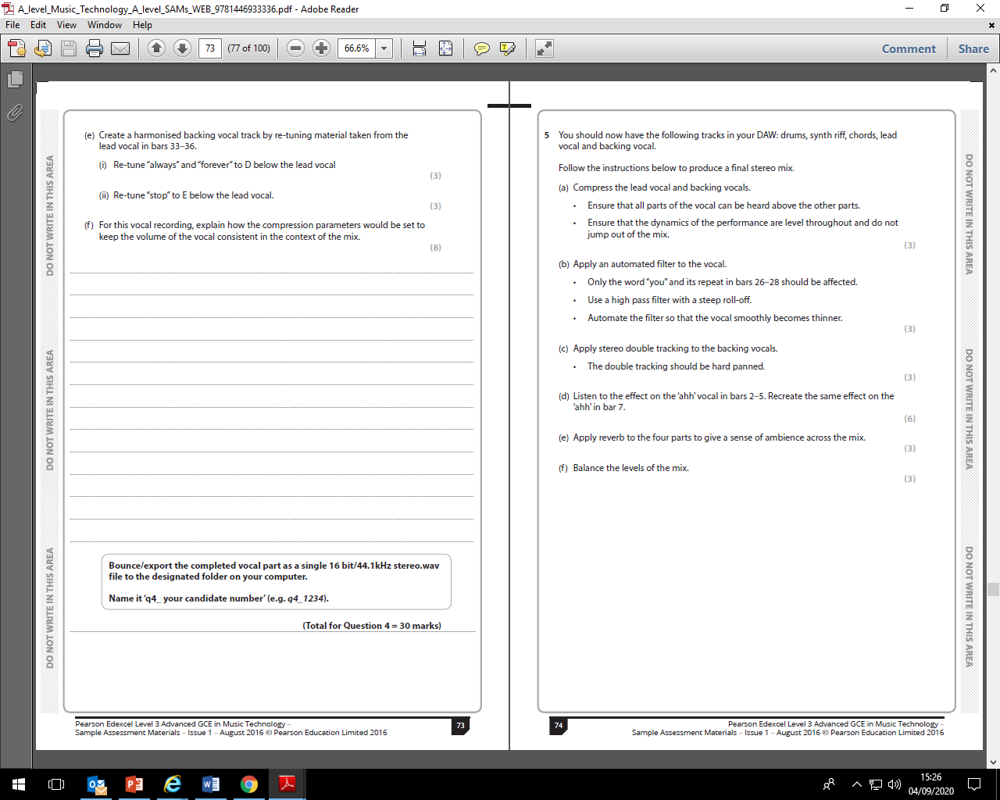 A_level_Music_Technology_A_level_SAMs_WEB_9781446933336.pdf - Adobe Reader
File Edit View Window Help
73 (77 of 100) 66.6% Comment Share
DO NOT WRITE IN THIS AREA
DO NOT WRITE IN THIS AREA
DO NOT WRITE IN THIS AREA
(e) Create a harmonised backing vocal track by re-tuning material taken from the
lead vocal in bars 33–36.
(i) Re-tune “always” and “forever” to D below the lead vocal
(3)
(ii) Re-tune “stop” to E below the lead vocal.
(3)
(f) For this vocal recording, explain how the compression parameters would be set to
keep the volume of the vocal consistent in the context of the mix.
(8)
Bounce/export the completed vocal part as a single 16 bit/44.1kHz stereo.wav
file to the designated folder on your computer.
Name it ‘q4_ your candidate number’ (e.g. q4_1234).
(Total for Question 4 = 30 marks)
Pearson Edexcel Level 3 Advanced GCE in Music Technology –
Sample Assessment Materials – Issue 1 – August 2016 © Pearson Education Limited 2016
73
5 You should now have the following tracks in your DAW: drums, synth riff, chords, lead
vocal and backing vocal.
Follow the instructions below to produce a final stereo mix.
(a) Compress the lead vocal and backing vocals.
• Ensure that all parts of the vocal can be heard above the other parts.
• Ensure that the dynamics of the performance are level throughout and do not
jump out of the mix.
(3)
(b) Apply an automated filter to the vocal.
• Only the word “you” and its repeat in bars 26–28 should be affected.
• Use a high pass filter with a steep roll-off.
• Automate the filter so that the vocal smoothly becomes thinner.
(3)
(c) Apply stereo double tracking to the backing vocals.
• The double tracking should be hard panned.
(3)
(d) Listen to the effect on the ‘ahh’ vocal in bars 2–5. Recreate the same effect on the
‘ahh’ in bar 7.
(6)
(e) Apply reverb to the four parts to give a sense of ambience across the mix.
(3)
(f) Balance the levels of the mix.
(3)
DO NOT WRITE IN THIS AREA
DO NOT WRITE IN THIS AREA
DO NOT WRITE IN THIS AREA
74
Pearson Edexcel Level 3 Advanced GCE in Music Technology –
Sample Assessment Materials – Issue 1 – August 2016 © Pearson Education Limited 2016
15:26
04/09/2020